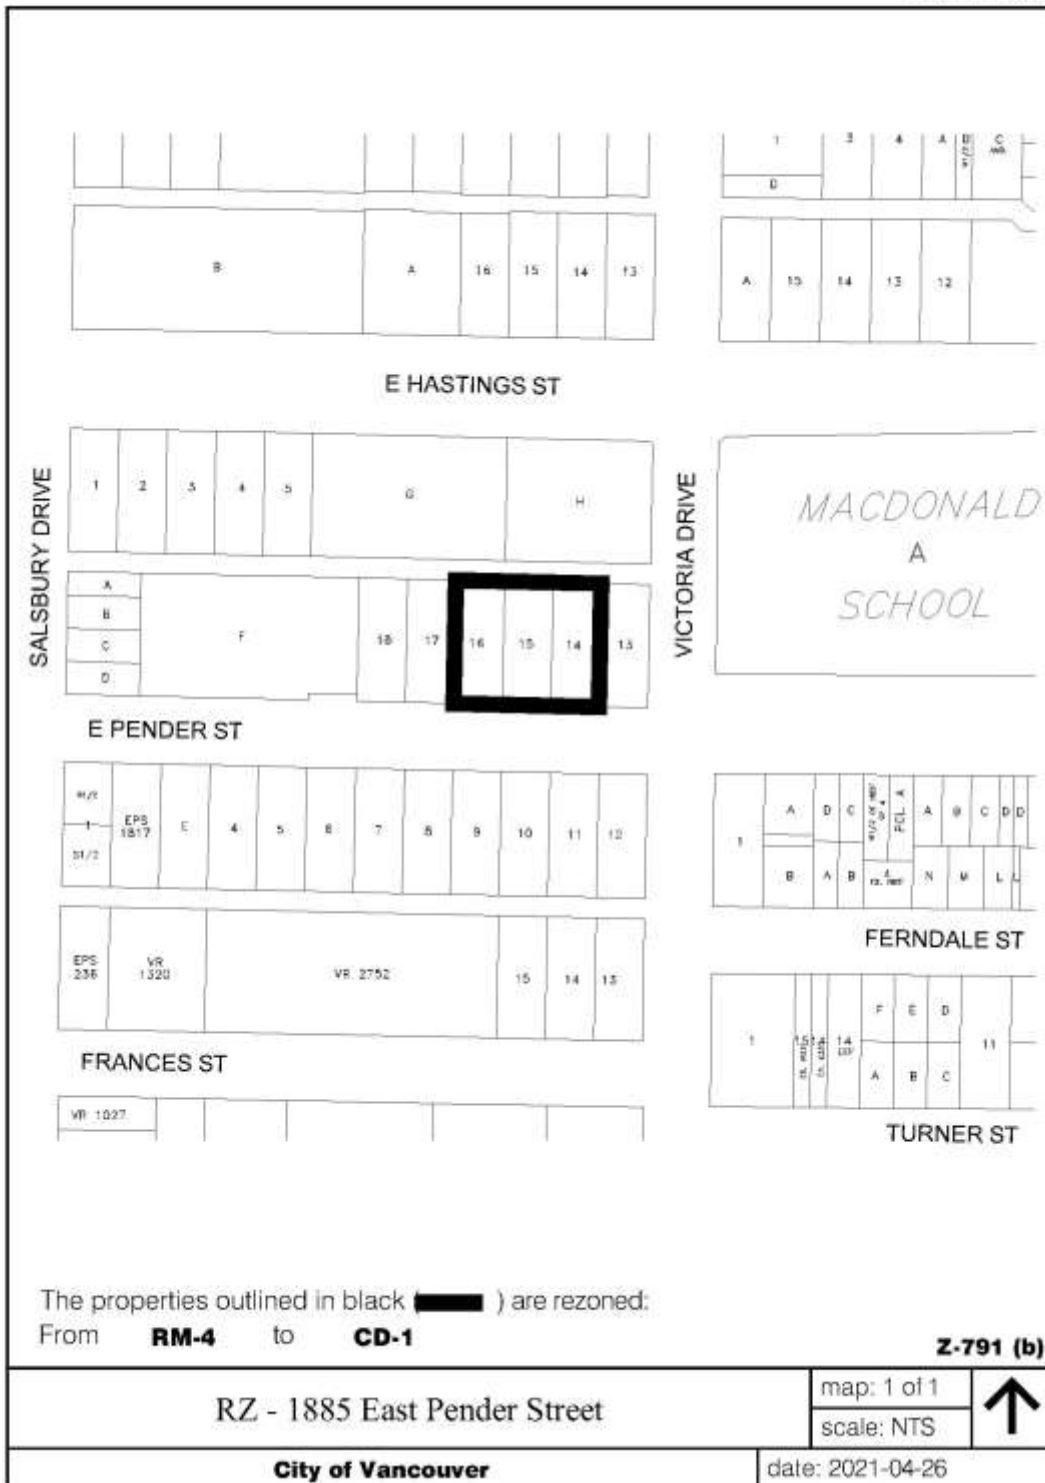 1 3 4 A C
D
B A 16 15 14 13
A 15 14 13 12
E HASTINGS ST
SALSBURY DRIVE
1 2 3 4 5 G H
VICTORIA DRIVE
MACDONALD
A
SCHOOL
A
B
C
D
F 18 17 16 15 14 13
E PENDER ST
1
S1/2
EPS
1817
E 4 5 6 7 8 9 10 11 12
1 A D C PCL. A A B C D D
B A B N M L L
FERNDALE ST
EPS
236
VR
1320
VR 2752
15 14 13
1 14 F E D 11
A B C
FRANCES ST
VR 1027
TURNER ST
The properties outlined in black ( ) are rezoned:
From RM-4 to CD-1
Z-791 (b)
RZ - 1885 East Pender Street
map: 1 of 1
scale: NTS
City of Vancouver
date: 2021-04-26